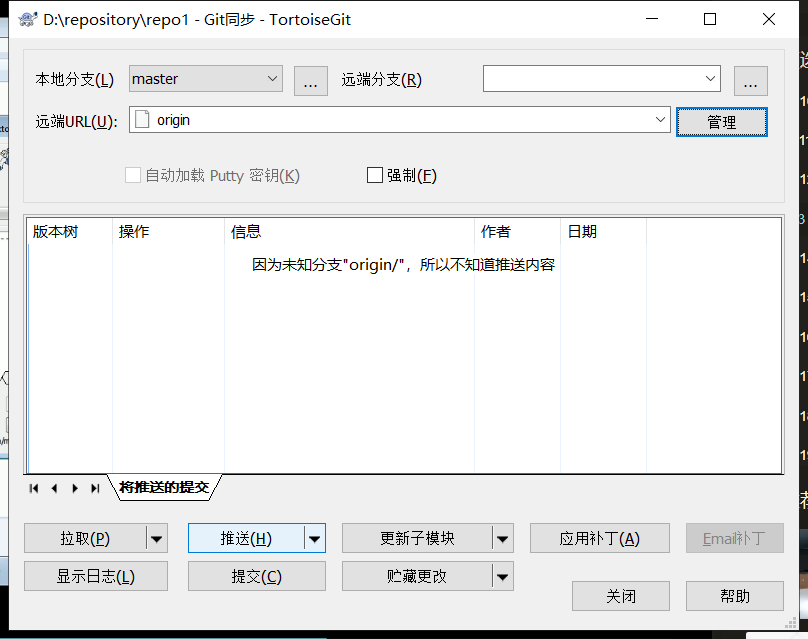 D:\repository\repo1 - Git同步 - TortoiseGit
本地分支(L) master ... 远端分支(R) ...
远端URL(U): origin 管理
自动加载 Putty 密钥(K) 强制(F)
版本树 操作 信息 作者 日期
因为未知分支"origin/"，所以不知道推送内容
将推送的提交
拉取(P) 推送(H) 更新子模块 应用补丁(A) Email补丁
显示日志(L) 提交(C) 贮藏更改
关闭 帮助